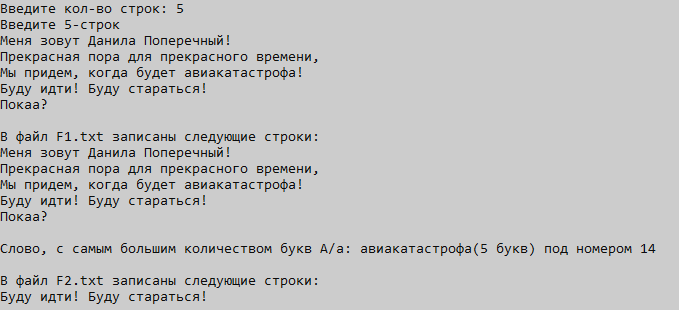 Введите кол-во строк: 5
Введите 5-строк
Меня зовут Данила Поперечный!
Прекрасная пора для прекрасного времени,
Мы придем, когда будет авиакатастрофа!
Буду идти! Буду стараться!
Покаа?
В файл F1.txt записаны следующие строки:
Меня зовут Данила Поперечный!
Прекрасная пора для прекрасного времени,
Мы придем, когда будет авиакатастрофа!
Буду идти! Буду стараться!
Покаа?
Слово, с самым большим количеством букв А/а: авиакатастрофа(5 букв) под номером 14
В файл F2.txt записаны следующие строки:
Буду идти! Буду стараться!